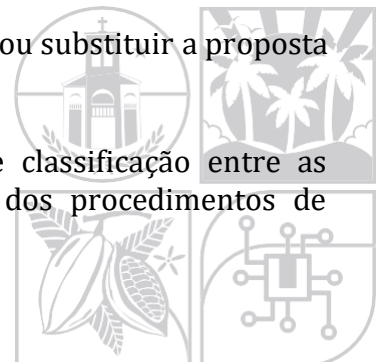 ou substituir a proposta
classificação entre as
dos procedimentos de